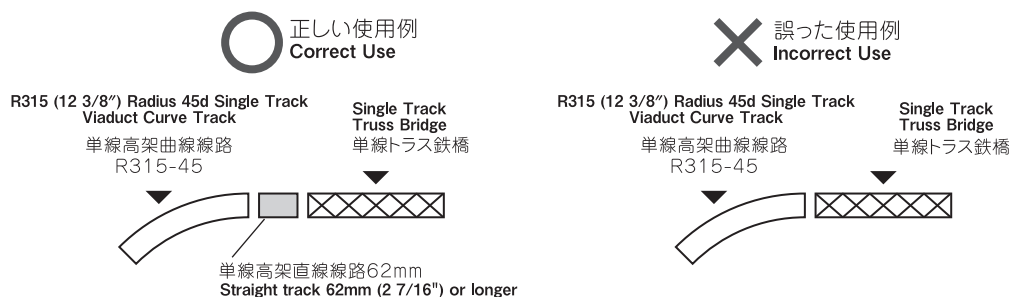 正しい使用例
Correct Use
R315 (12 3/8″) Radius 45d Single Track
Viaduct Curve Track
単線高架曲線線路
R315-45
Single Track
Truss Bridge
単線トラス鉄橋
単線高架直線線路62mm
Straight track 62mm (2 7/16") or longer
誤った使用例
Incorrect Use
R315 (12 3/8″) Radius 45d Single Track
Viaduct Curve Track
単線高架曲線線路
R315-45
Single Track
Truss Bridge
単線トラス鉄橋